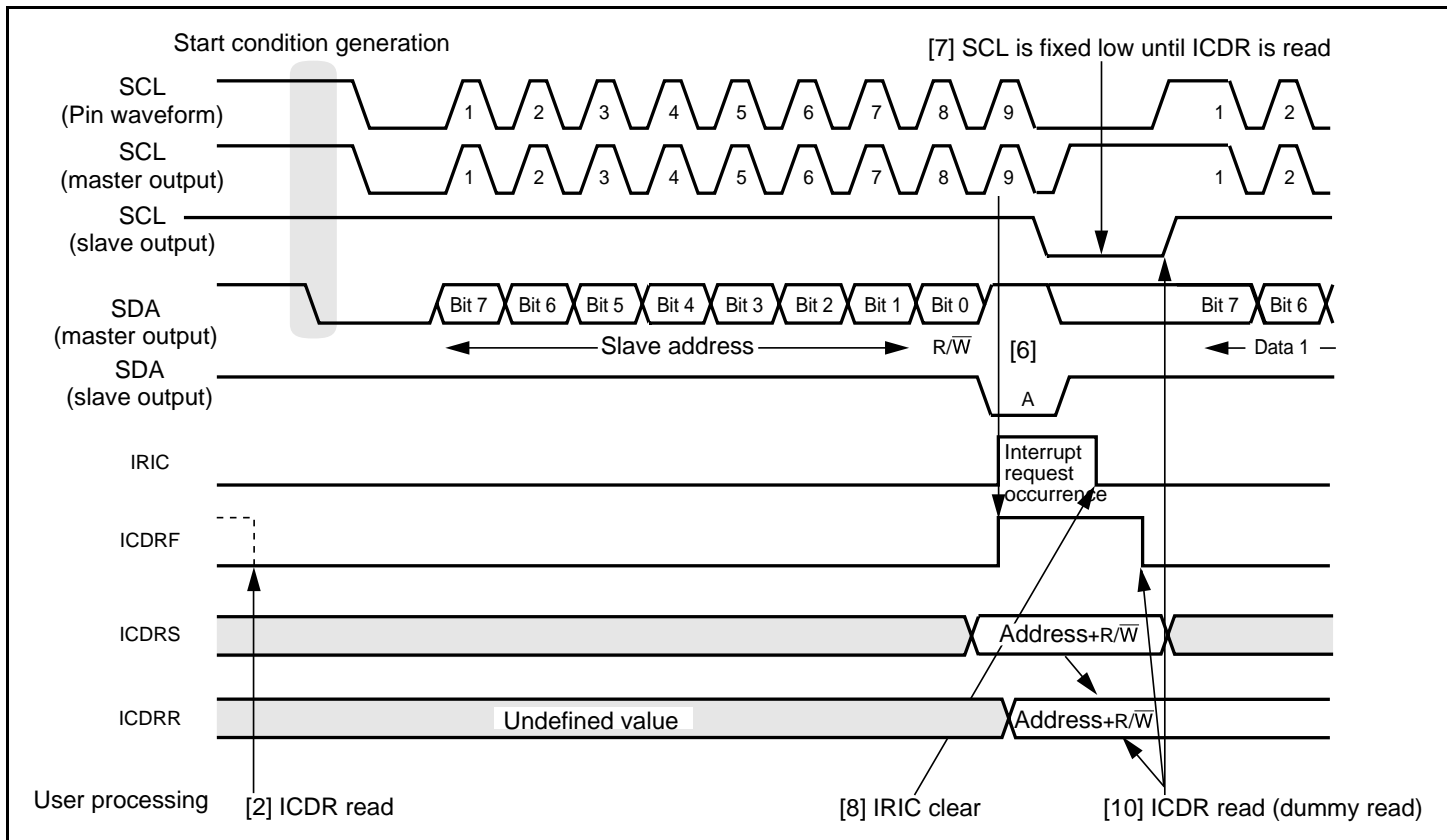 Start condition generation
[7] SCL is fixed low until ICDR is read
SCL
(Pin waveform)
1 2 3 4 5 6 7 8 9 1 2
SCL
(master output)
1 2 3 4 5 6 7 8 9 1 2
SCL
(slave output)
SDA
(master output)
Bit 7 Bit 6 Bit 5 Bit 4 Bit 3 Bit 2 Bit 1 Bit 0 Bit 7 Bit 6
Slave address R/W̅ [6] Data 1
SDA
(slave output)
A
IRIC
Interrupt
request
occurrence
ICDRF
ICDRS
Address+R/W̅
ICDRR
Undefined value
Address+R/W̅
User processing
[2] ICDR read
[8] IRIC clear
[10] ICDR read (dummy read)